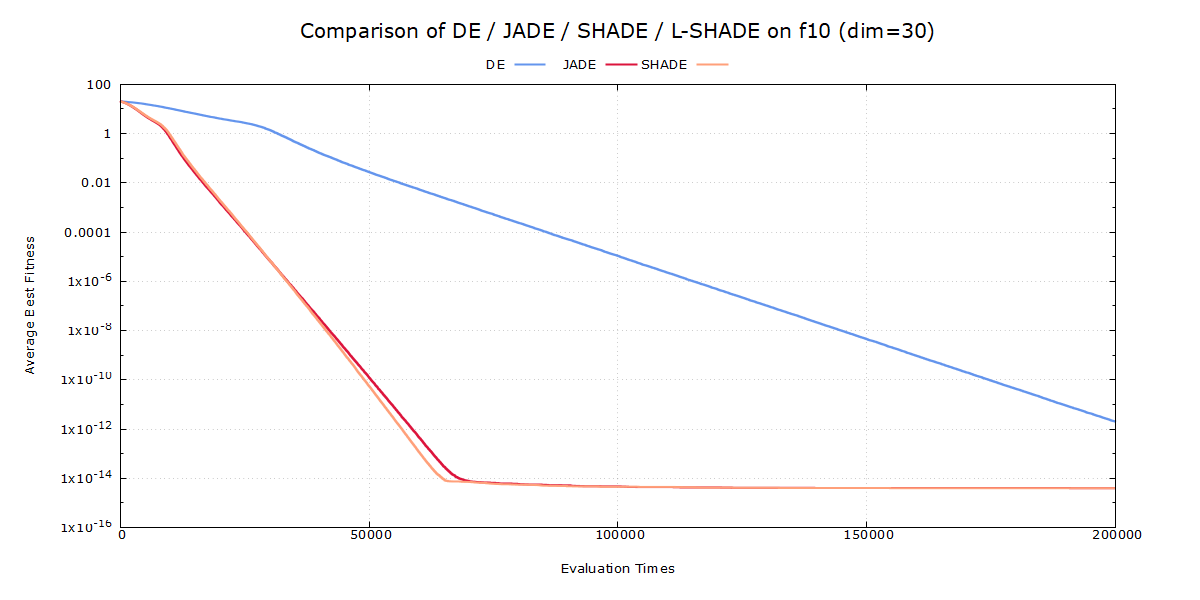 Comparison of DE / JADE / SHADE / L-SHADE on f10 (dim=30)
DE JADE SHADE
100
1
0.01
0.0001
1x10⁻⁶
1x10⁻⁸
1x10⁻¹⁰
1x10⁻¹²
1x10⁻¹⁴
1x10⁻¹⁶
Average Best Fitness
0 50000 100000 150000 200000
Evaluation Times